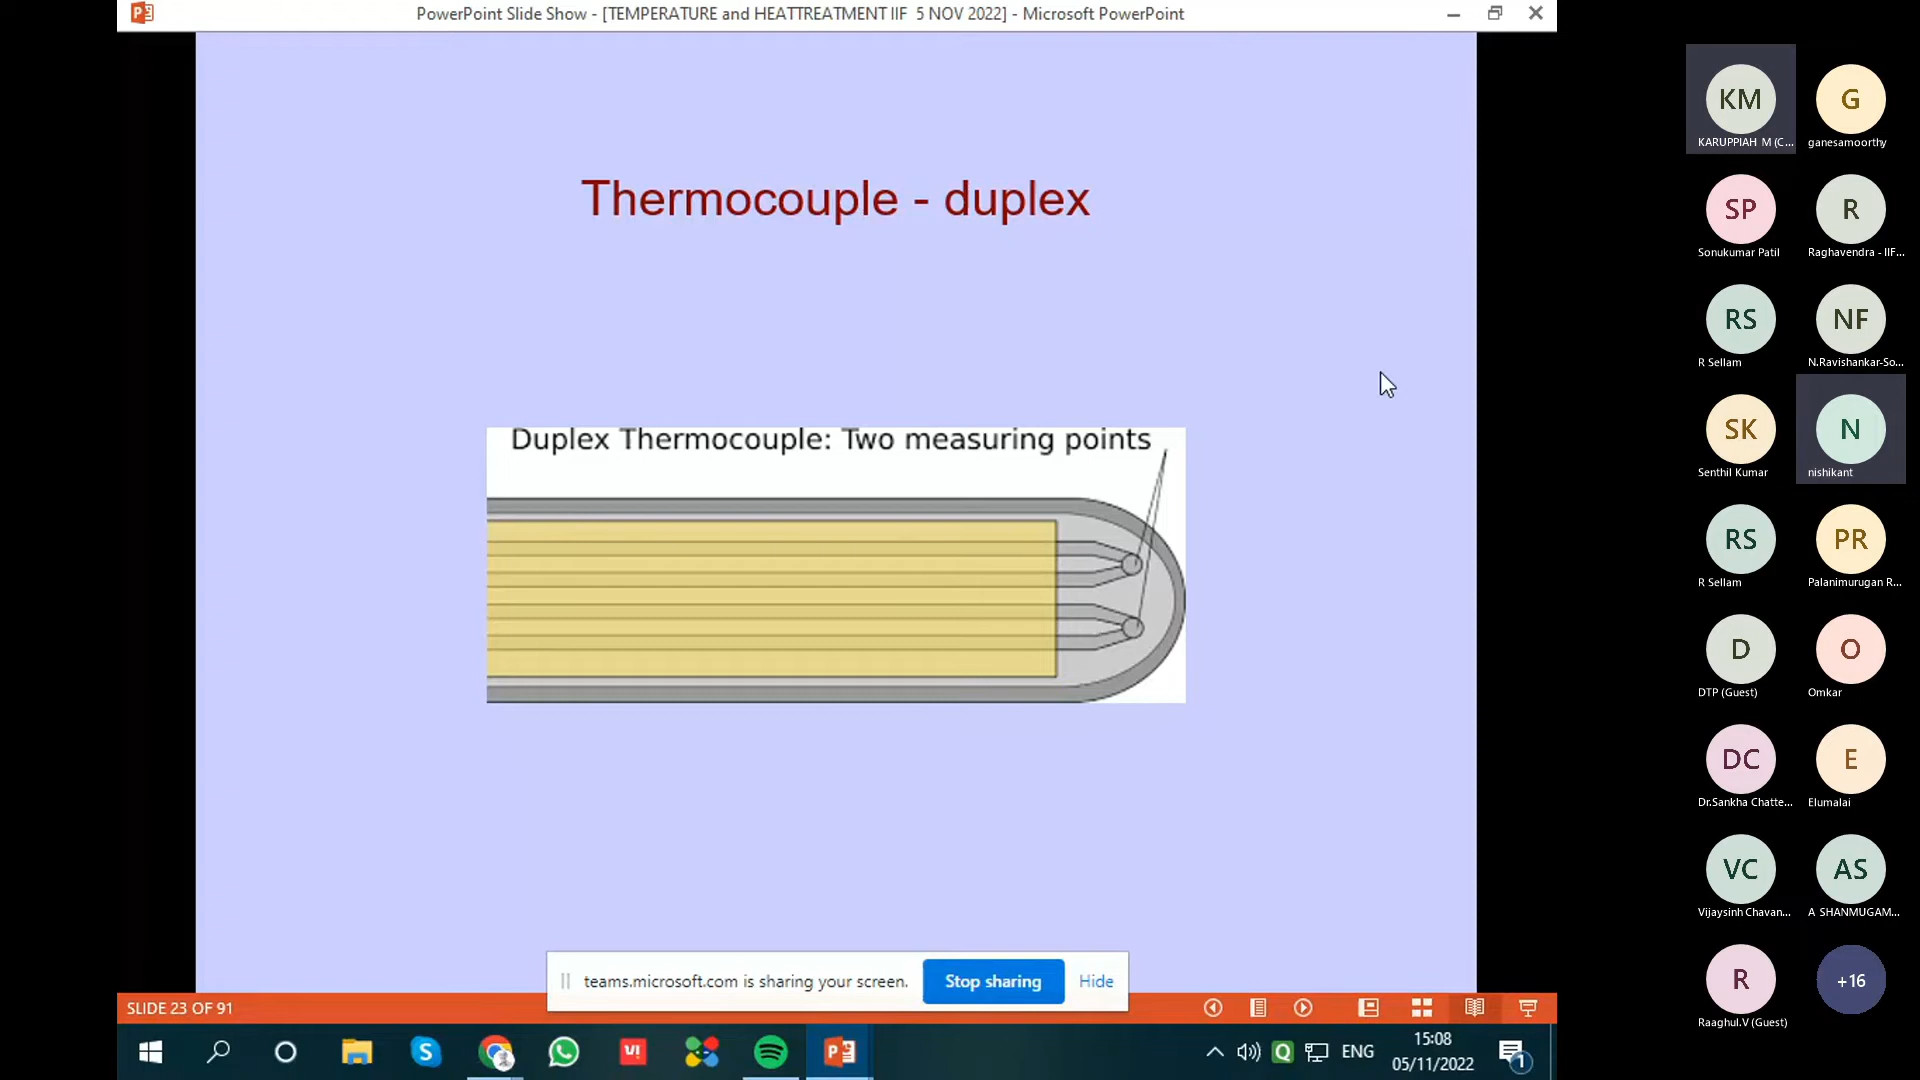 PowerPoint Slide Show - [TEMPERATURE and HEATTREATMENT IIF 5 NOV 2022] - Microsoft PowerPoint
Thermocouple - duplex
Duplex Thermocouple: Two measuring points
teams.microsoft.com is sharing your screen.
Stop sharing
Hide
SLIDE 23 OF 91
ENG
15:08
05/11/2022
1
KM
KARUPPIAH M (C...
G
ganesamoorthy
SP
Sonukumar Patil
R
Raghavendra - IIF...
RS
R Sellam
NF
N.Ravishankar-So...
SK
Senthil Kumar
N
nishikant
RS
R Sellam
PR
Palanimurugan R...
D
DTP (Guest)
O
Omkar
DC
Dr.Sankha Chatte...
E
Elumalai
VC
Vijaysinh Chavan...
AS
A SHANMUGAM...
R
Raaghul.V (Guest)
+16